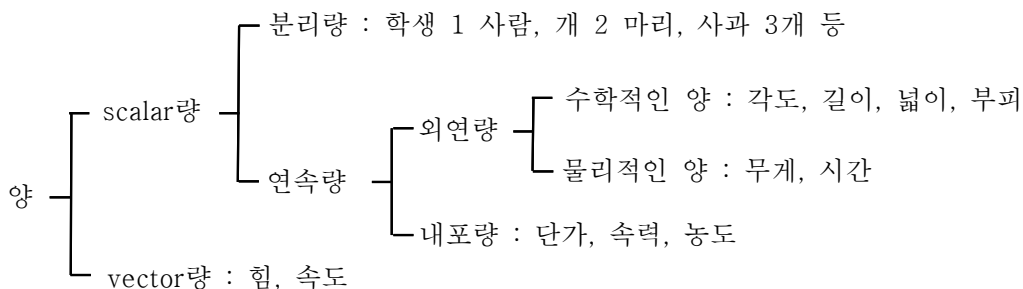 분리량 : 학생 1 사람, 개 2 마리, 사과 3개 등
scalar량
수학적인 양 : 각도, 길이, 넓이, 부피
외연량
연속량
물리적인 양 : 무게, 시간
양
내포량 : 단가, 속력, 농도
vector량 : 힘, 속도